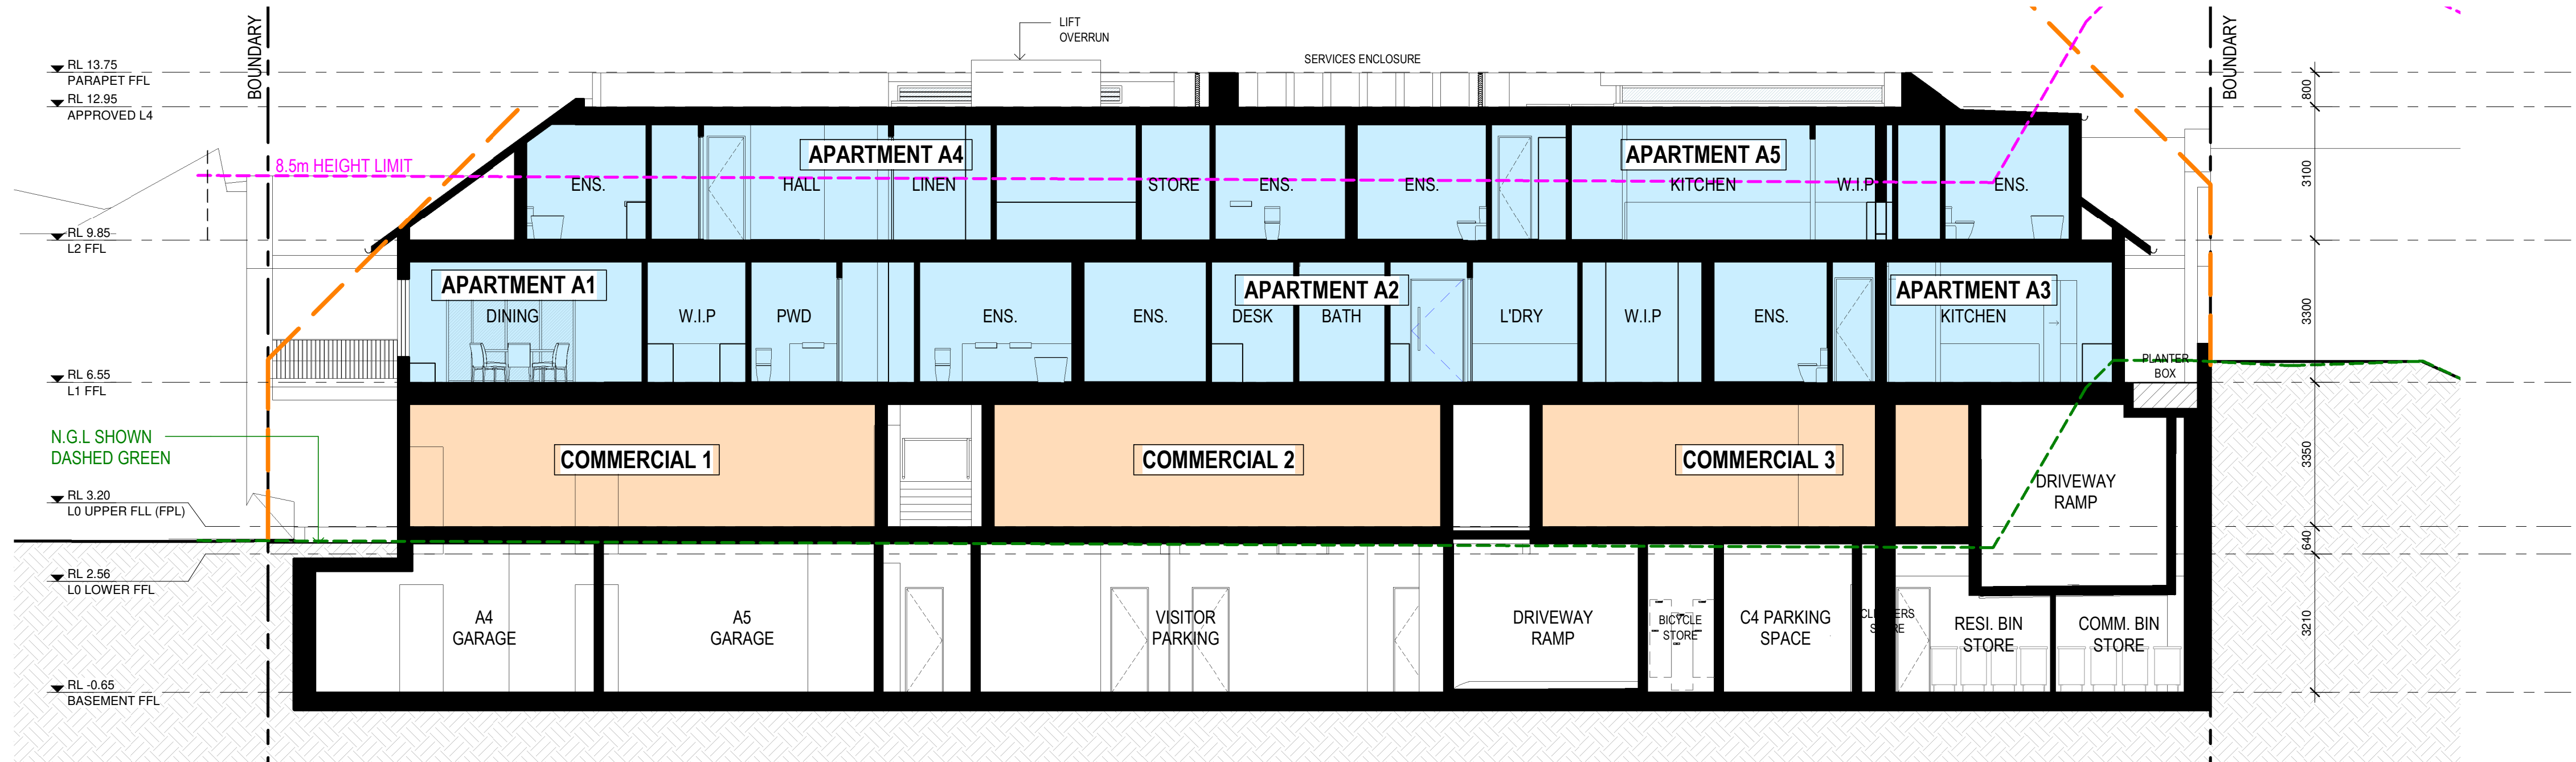 LIFT
OVERRUN
SERVICES ENCLOSURE
BOUNDARY
BOUNDARY
RL 13.75
PARAPET FFL
RL 12.95
APPROVED L4
800
8.5m HEIGHT LIMIT
APARTMENT A4
APARTMENT A5
ENS.
HALL
LINEN
STORE
ENS.
ENS.
KITCHEN
W.I.P
ENS.
3100
RL 9.85
L2 FFL
APARTMENT A1
APARTMENT A2
APARTMENT A3
DINING
W.I.P
PWD
ENS.
ENS.
DESK
BATH
L'DRY
W.I.P
ENS.
KITCHEN
3300
PLANTER
BOX
RL 6.55
L1 FFL
N.G.L SHOWN
DASHED GREEN
COMMERCIAL 1
COMMERCIAL 2
COMMERCIAL 3
DRIVEWAY
RAMP
3350
RL 3.20
L0 UPPER FLL (FPL)
640
RL 2.56
L0 LOWER FFL
A4
GARAGE
A5
GARAGE
VISITOR
PARKING
DRIVEWAY
RAMP
BICYCLE
STORE
C4 PARKING
SPACE
RESI. BIN
STORE
COMM. BIN
STORE
3210
RL -0.65
BASEMENT FFL